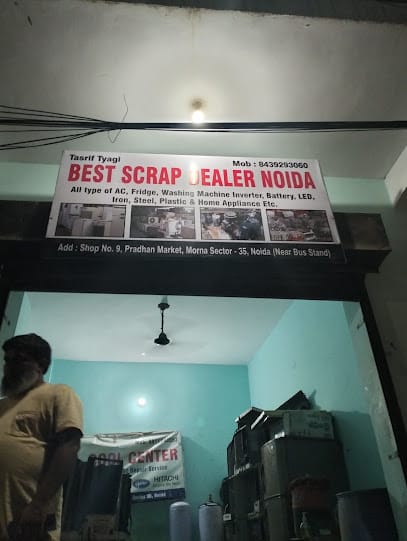 Tasrif Tyagi
Mob : 8439293060
BEST SCRAP DEALER NOIDA
All type of AC, Fridge, Washing Machine Inverter, Battery, LED,
Iron, Steel, Plastic & Home Appliance Etc.
Add : Shop No. 9, Pradhan Market, Morna Sector - 35, Noida (Near Bus Stand)
COOL CENTER
Repair Service
HITACHI